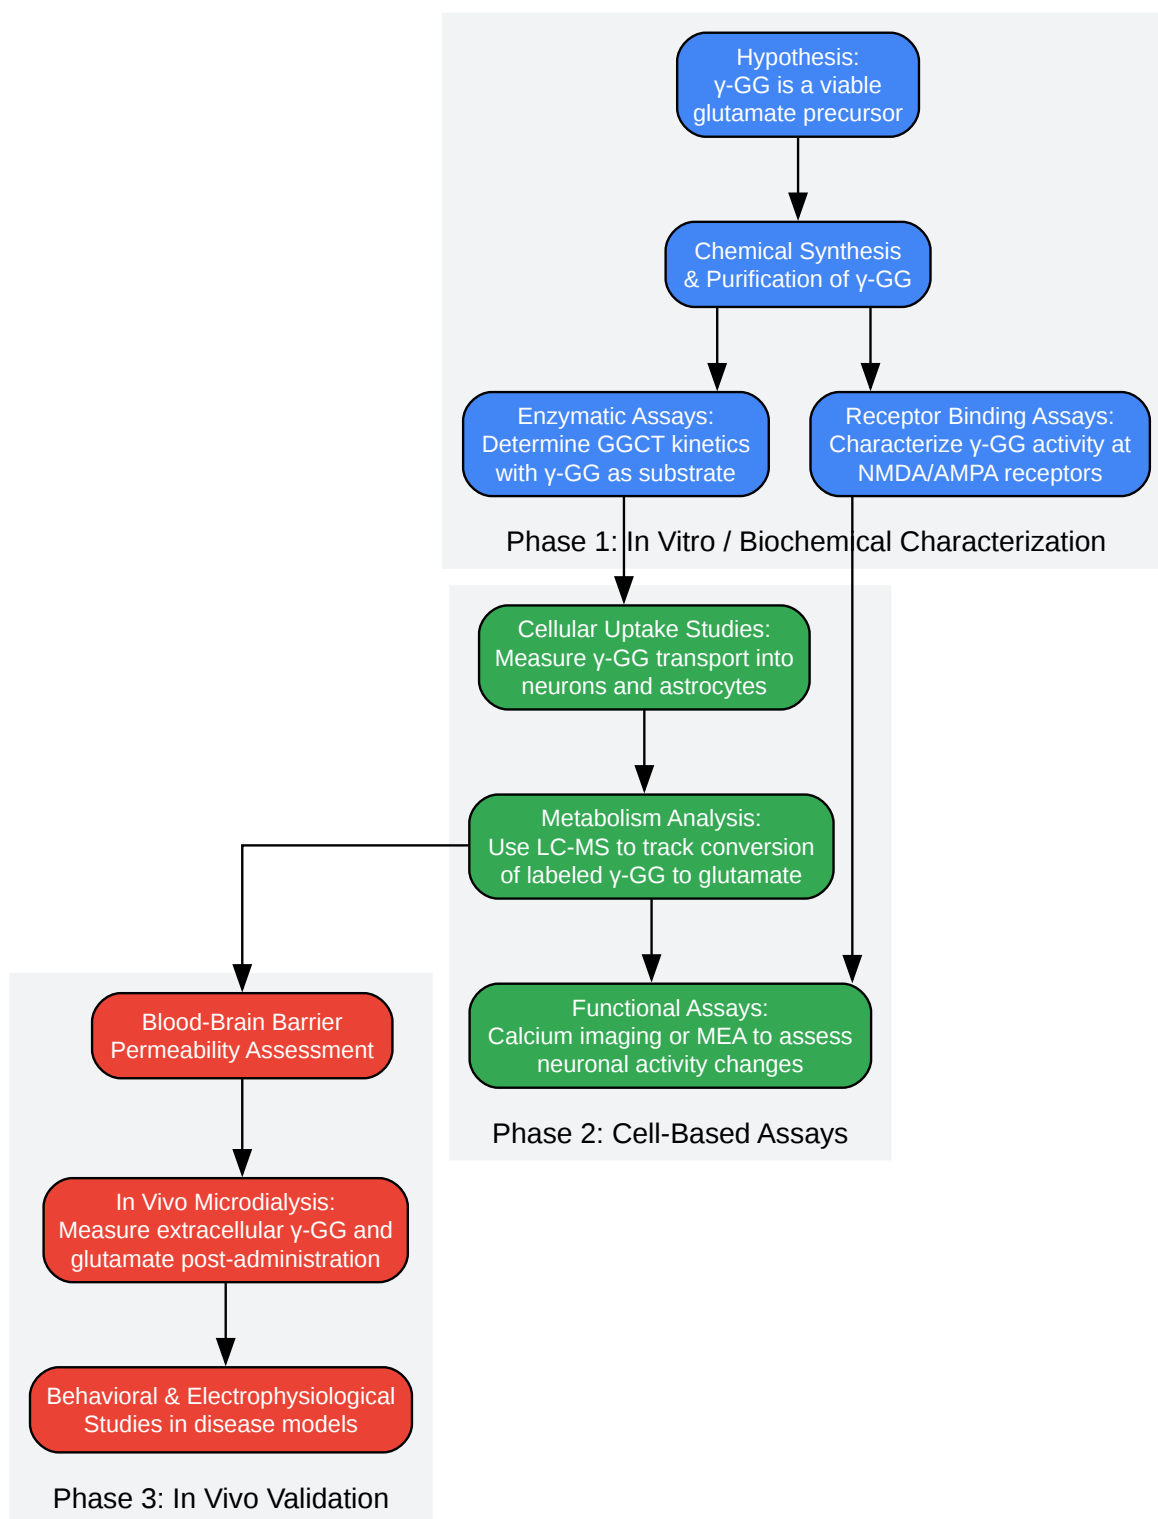 Hypothesis:
γ-GG is a viable
glutamate precursor
Chemical Synthesis
& Purification of γ-GG
Enzymatic Assays:
Determine GGCT kinetics
with γ-GG as substrate
Receptor Binding Assays:
Characterize γ-GG activity at
NMDA/AMPA receptors
Phase 1: In Vitro / Biochemical Characterization
Cellular Uptake Studies:
Measure γ-GG transport into
neurons and astrocytes
Metabolism Analysis:
Use LC-MS to track conversion
of labeled γ-GG to glutamate
Functional Assays:
Calcium imaging or MEA to assess
neuronal activity changes
Phase 2: Cell-Based Assays
Blood-Brain Barrier
Permeability Assessment
In Vivo Microdialysis:
Measure extracellular γ-GG and
glutamate post-administration
Behavioral & Electrophysiological
Studies in disease models
Phase 3: In Vivo Validation